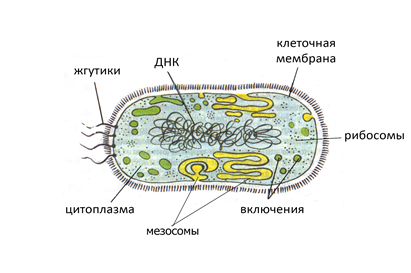 клеточная
мембрана
ДНК
жгутики
рибосомы
цитоплазма
включения
мезосомы